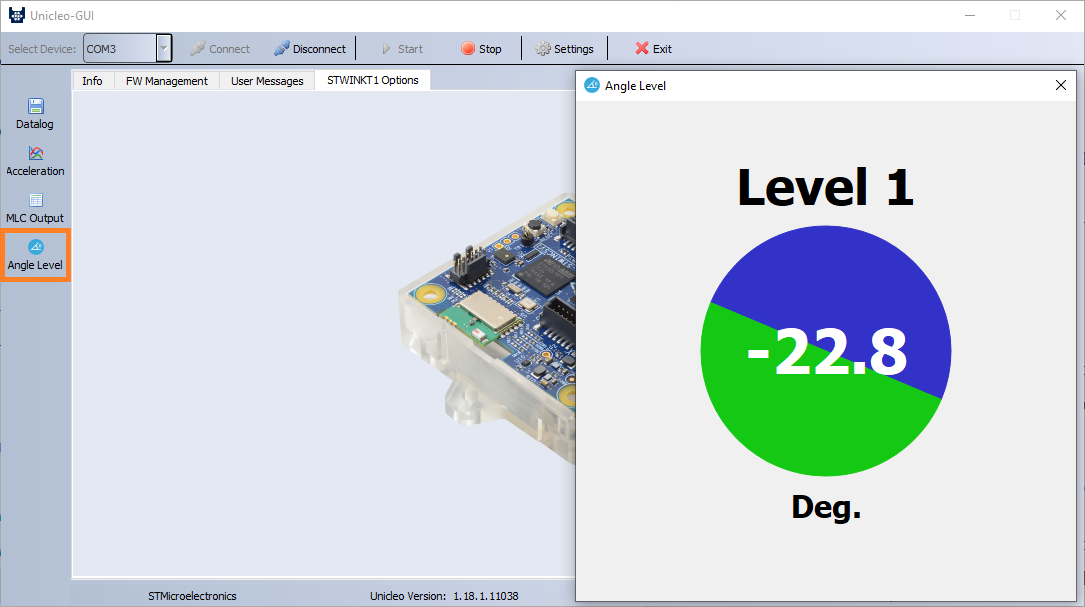 Unicleo-GUI
Select Device: COM3 Connect Disconnect Start Stop Settings Exit
Info FW Management User Messages STWINKT1 Options
Datalog
Acceleration
MLC Output
Angle Level
Angle Level
Level 1
-22.8
Deg.
STMicroelectronics Unicleo Version: 1.18.1.11038